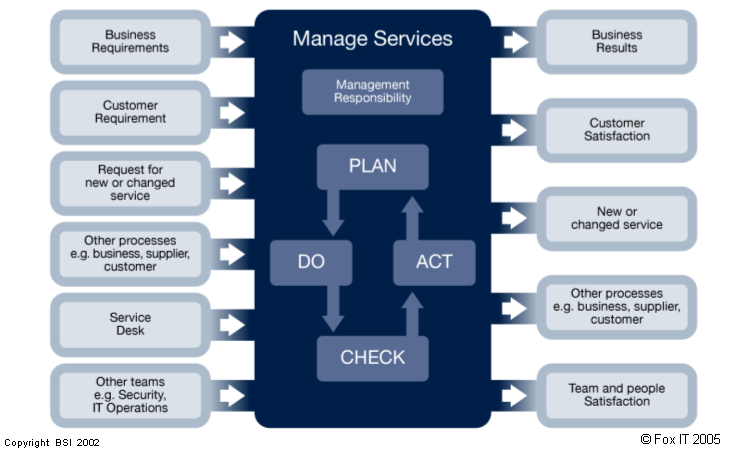 Business
Requirements
Customer
Requirement
Request for
new or changed
service
Other processes
e.g. business, supplier,
customer
Service
Desk
Other teams
e.g. Security,
IT Operations
Manage Services
Management
Responsibility
PLAN
DO
ACT
CHECK
Business
Results
Customer
Satisfaction
New or
changed service
Other processes
e.g. business, supplier,
customer
Team and people
Satisfaction
Copyright BSI 2002
© Fox IT 2005